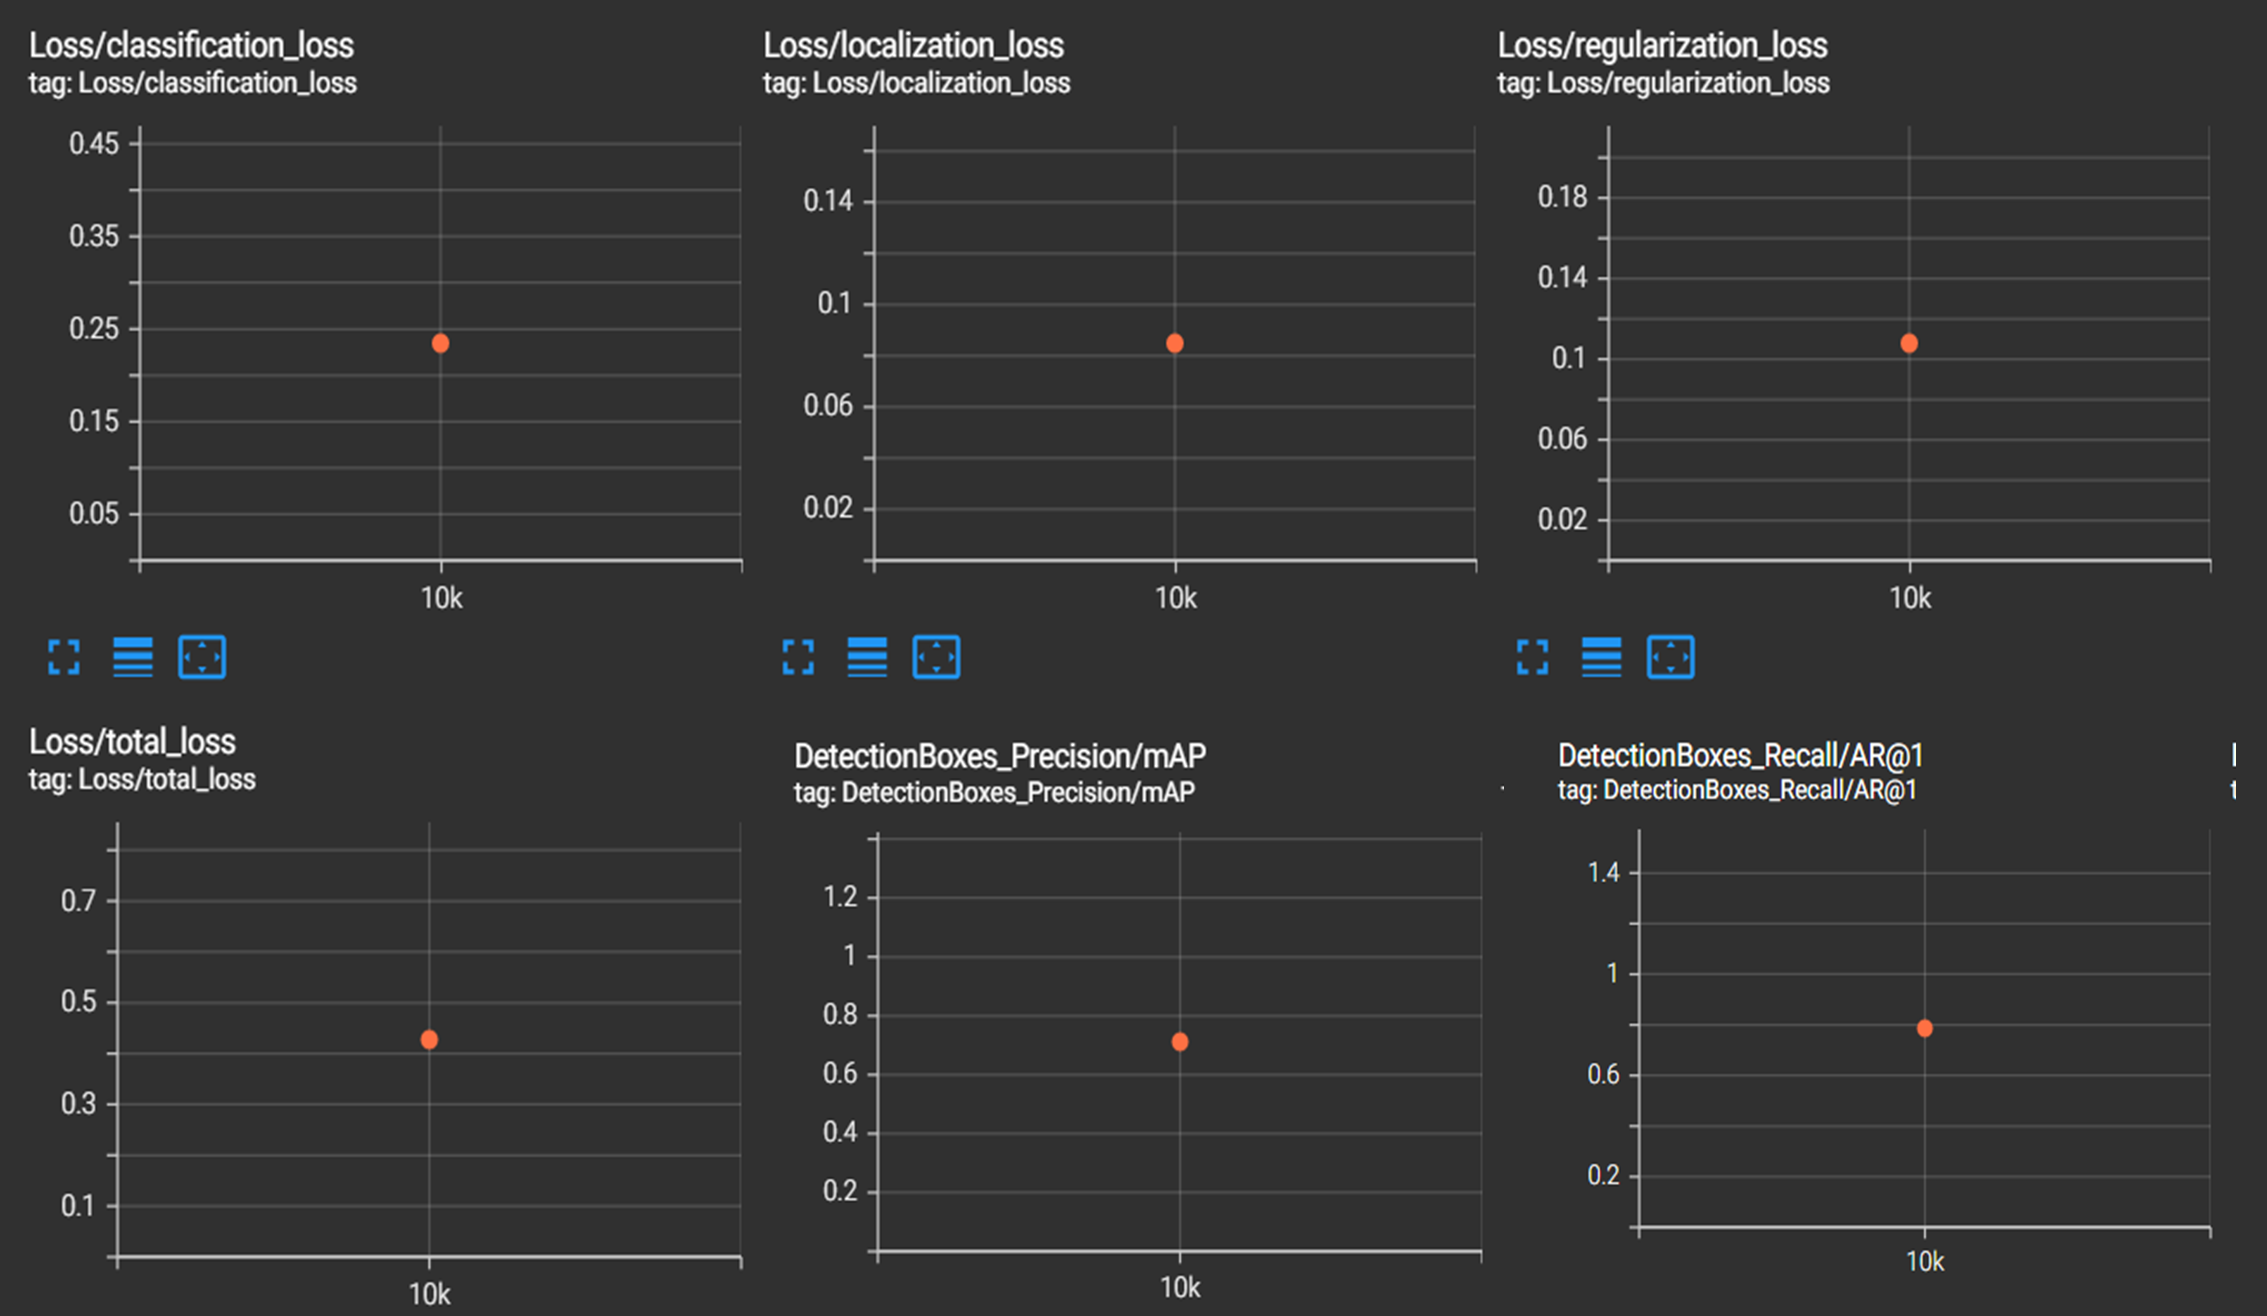 Loss/classification_loss
tag: Loss/classification_loss
0.45
0.35
0.25
0.15
0.05
10k
Loss/localization_loss
tag: Loss/localization_loss
0.14
0.1
0.06
0.02
10k
Loss/regularization_loss
tag: Loss/regularization_loss
0.18
0.14
0.1
0.06
0.02
10k
Loss/total_loss
tag: Loss/total_loss
0.7
0.5
0.3
0.1
10k
DetectionBoxes_Precision/mAP
tag: DetectionBoxes_Precision/mAP
1.2
1
0.8
0.6
0.4
0.2
10k
DetectionBoxes_Recall/AR@1
tag: DetectionBoxes_Recall/AR@1
1.4
1
0.6
0.2
10k